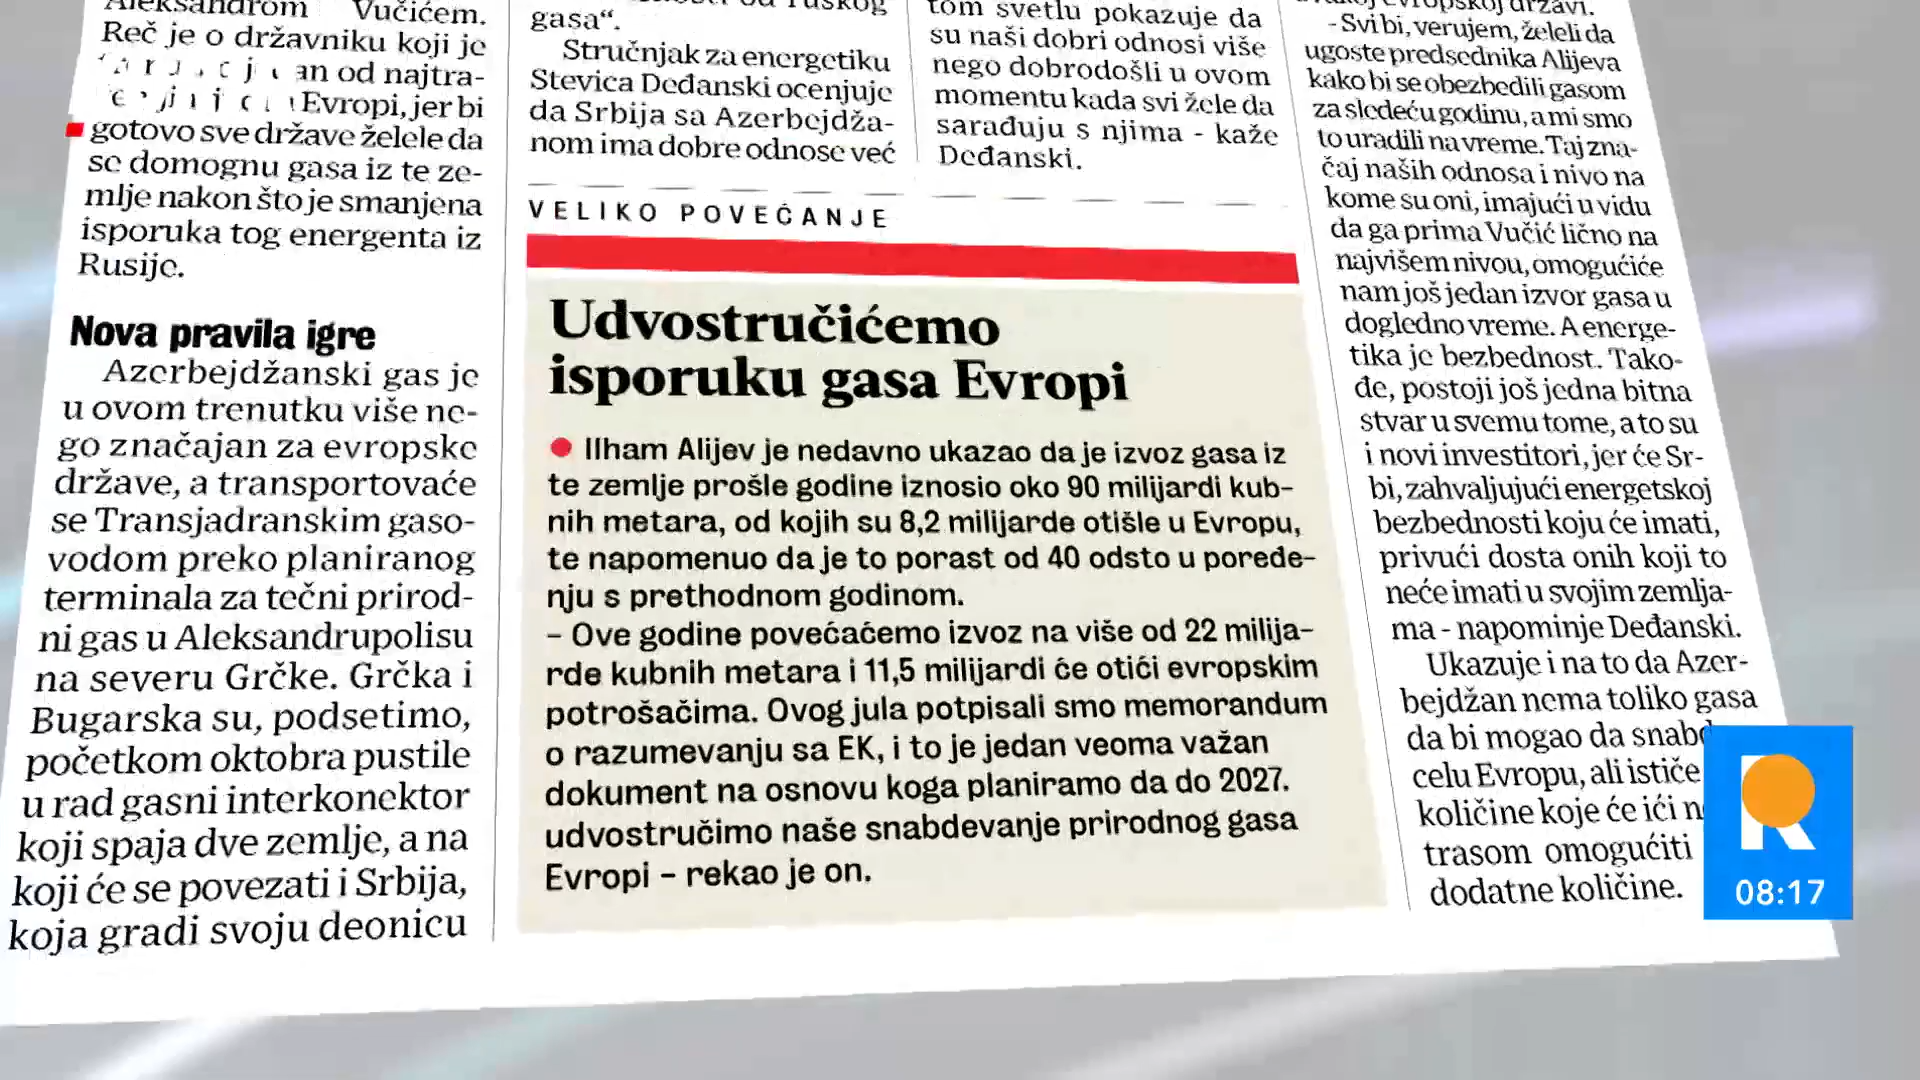 Aleksandrom Vučićem.
Reč je o državniku koji je
an od najtra-
Evropi, jer bi
gotovo sve države želele da
se domognu gasa iz te ze-
mlje nakon što je smanjena
isporuka tog energenta iz
Rusije.
Nova pravila igre
Azerbejdžanski gas je
u ovom trenutku više ne-
go značajan za evropske
države, a transportovaće
se Transjadranskim gaso-
vodom preko planiranog
terminala za tečni prirod-
ni gas u Aleksandrupolisu
na severu Grčke. Grčka i
Bugarska su, podsetimo,
početkom oktobra pustile
u rad gasni interkonektor
koji spaja dve zemlje, a na
koji će se povezati i Srbija,
koja gradi svoju deonicu
gasa“.
Stručnjak za energetiku
Stevica Deđanski ocenjuje
da Srbija sa Azerbejdža-
nom ima dobre odnose već
tom svetlu pokazuje da
su naši dobri odnosi više
nego dobrodošli u ovom
momentu kada svi žele da
sarađuju s njima - kaže
Deđanski.
VELIKO POVEĆANJE
Udvostručićemo
isporuku gasa Evropi
● Ilham Alijev je nedavno ukazao da je izvoz gasa iz
te zemlje prošle godine iznosio oko 90 milijardi kub-
nih metara, od kojih su 8,2 milijarde otišle u Evropu,
te napomenuo da je to porast od 40 odsto u poređe-
nju s prethodnom godinom.
– Ove godine povećaćemo izvoz na više od 22 milija-
rde kubnih metara i 11,5 milijardi će otići evropskim
potrošačima. Ovog jula potpisali smo memorandum
o razumevanju sa EK, i to je jedan veoma važan
dokument na osnovu koga planiramo da do 2027.
udvostručimo naše snabdevanje prirodnog gasa
Evropi – rekao je on.
evropskoj državi.
- Svi bi, verujem, želeli da
ugoste predsednika Alijeva
kako bi se obezbedili gasom
za sledeću godinu, a mi smo
to uradili na vreme. Taj zna-
čaj naših odnosa i nivo na
kome su oni, imajući u vidu
da ga prima Vučić lično na
najvišem nivou, omogućiće
nam još jedan izvor gasa u
dogledno vreme. A energe-
tika je bezbednost. Tako-
đe, postoji još jedna bitna
stvar u svemu tome, a to su
i novi investitori, jer će Sr-
bi, zahvaljujući energetskoj
bezbednosti koju će imati,
privući dosta onih koji to
neće imati u svojim zemlja-
ma - napominje Deđanski.
Ukazuje i na to da Azer-
bejdžan nema toliko gasa
da bi mogao da
celu Evropu, ali ističe
količine koje će ići
trasom omogućiti
dodatne količine.
R
08:17